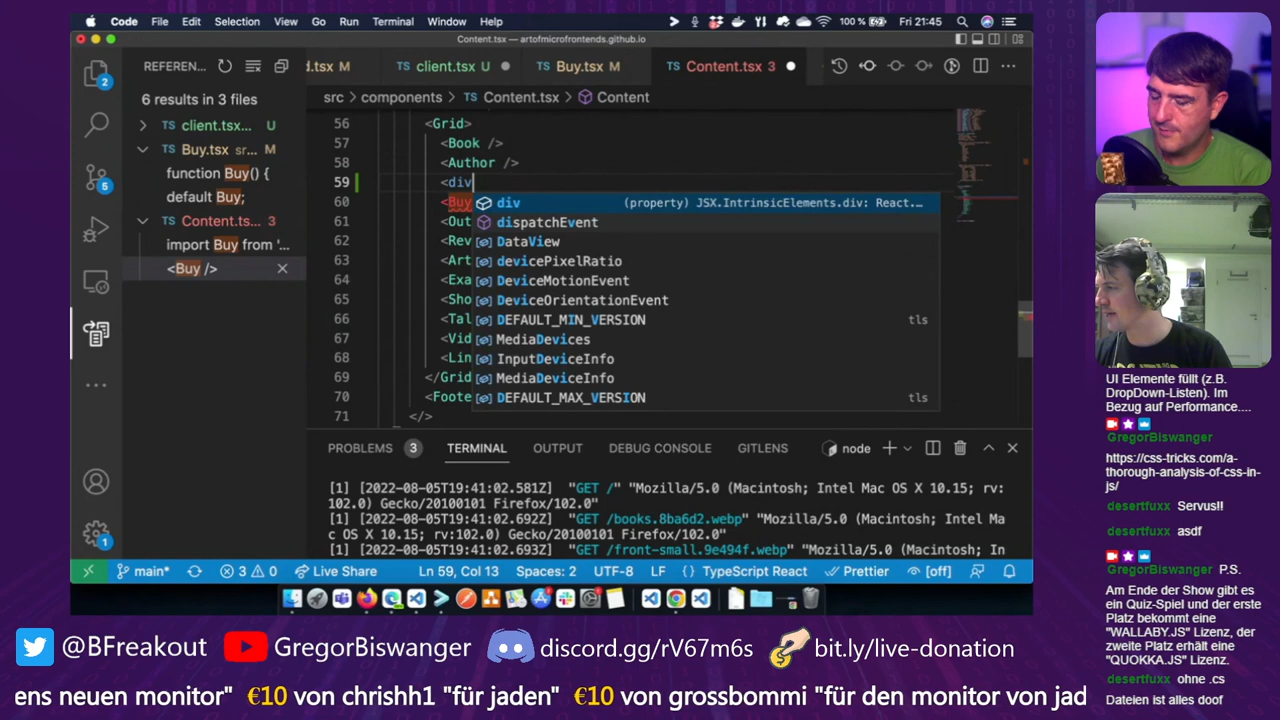 Code File Edit Selection View Go Run Terminal Window Help 100 % Fri 21:45
Content.tsx — artofmicrofrontends.github.io
REFEREN...
d.tsx M TS client.tsx U TS Buy.tsx M TS Content.tsx 3
src > components > TS Content.tsx > Content
2
5
1
6 results in 3 files
TS client.tsx... U
TS Buy.tsx sr... M
function Buy() {
default Buy;
TS Content.ts... 3
import Buy from '...
<Buy />
56 <Grid>
57 <Book />
58 <Author />
59 <div
60 <Buy
61 <Out
62 <Rev
63 <Art
64 <Exa
65 <Sho
66 <Tal
67 <Vid
68 <Lin
69 </Grid
70 <Foote
71 </>
div (property) JSX.IntrinsicElements.div: React....
dispatchEvent
DataView
devicePixelRatio
DeviceMotionEvent
DeviceOrientationEvent
DEFAULT_MIN_VERSION tls
MediaDevices
InputDeviceInfo
MediaDeviceInfo
DEFAULT_MAX_VERSION tls
PROBLEMS 3 TERMINAL OUTPUT DEBUG CONSOLE GITLENS node
[1] [2022-08-05T19:41:02.581Z] "GET /" "Mozilla/5.0 (Macintosh; Intel Mac OS X 10.15; rv:
102.0) Gecko/20100101 Firefox/102.0"
[1] [2022-08-05T19:41:02.692Z] "GET /books.8ba6d2.webp" "Mozilla/5.0 (Macintosh; Intel Ma
c OS X 10.15; rv:102.0) Gecko/20100101 Firefox/102.0"
[1] [2022-08-05T19:41:02.693Z] "GET /front-small.9e494f.webp" "Mozilla/5.0 (Macintosh; In
main* 3 0 Live Share Ln 59, Col 13 Spaces: 2 UTF-8 LF {} TypeScript React Prettier [off]
UI Elemente füllt (z.B.
DropDown-Listen). Im
Bezug auf Performance....
GregorBiswanger
https://css-tricks.com/a-
thorough-analysis-of-css-in-
js/
desertfuxx Servus!!
desertfuxx asdf
GregorBiswanger P.S.
Am Ende der Show gibt es
ein Quiz-Spiel und der erste
Platz bekommt eine
"WALLABY.JS" Lizenz, der
zweite Platz erhält eine
"QUOKKA.JS" Lizenz.
desertfuxx ohne .cs
Dateien ist alles doof
@BFreakout GregorBiswanger discord.gg/rV67m6s bit.ly/live-donation
ens neuen monitor" €10 von chrishh1 "für jaden" €10 von grossbommi "für den monitor von jad